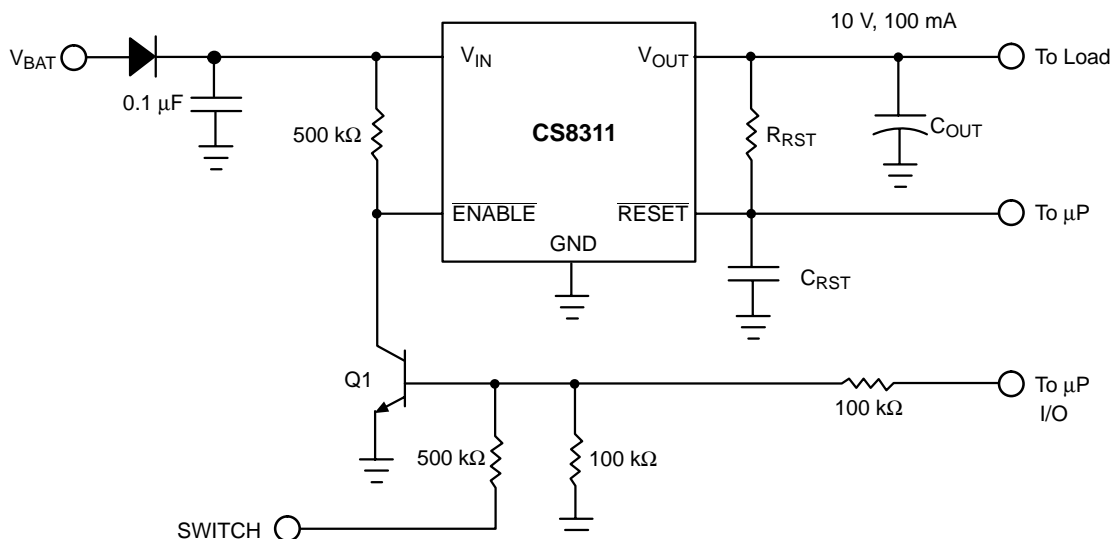 10 V, 100 mA
V_BAT
V_IN
V_OUT
To Load
0.1 μF
500 kΩ
CS8311
R_RST
C_OUT
ENABLE
RESET
To μP
GND
C_RST
Q1
To μP
I/O
100 kΩ
500 kΩ
100 kΩ
SWITCH